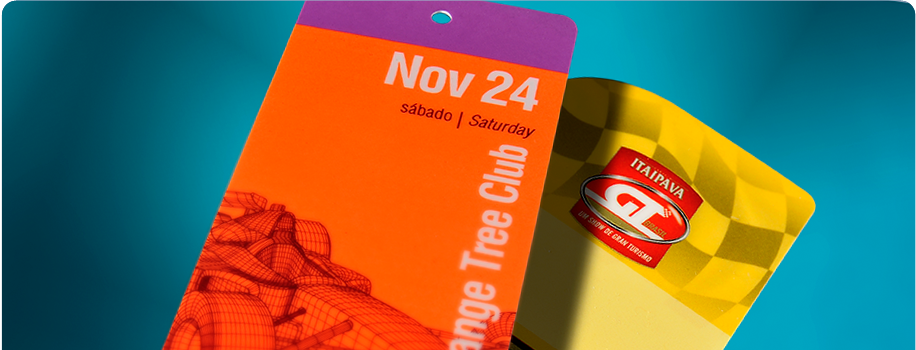 Nov 24
sábado | Saturday
ange Tree Club
ITAIPAVA
GT
BRASIL
UM SHOW DE GRAN TURISMO